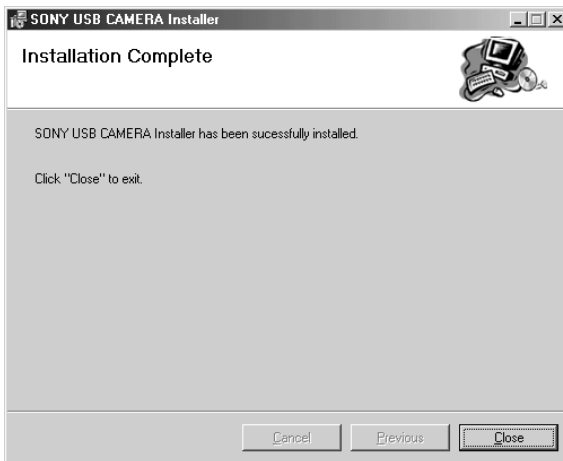 SONY USB CAMERA Installer
Installation Complete
SONY USB CAMERA Installer has been sucessfully installed.
Click "Close" to exit.
Cancel Previous Close